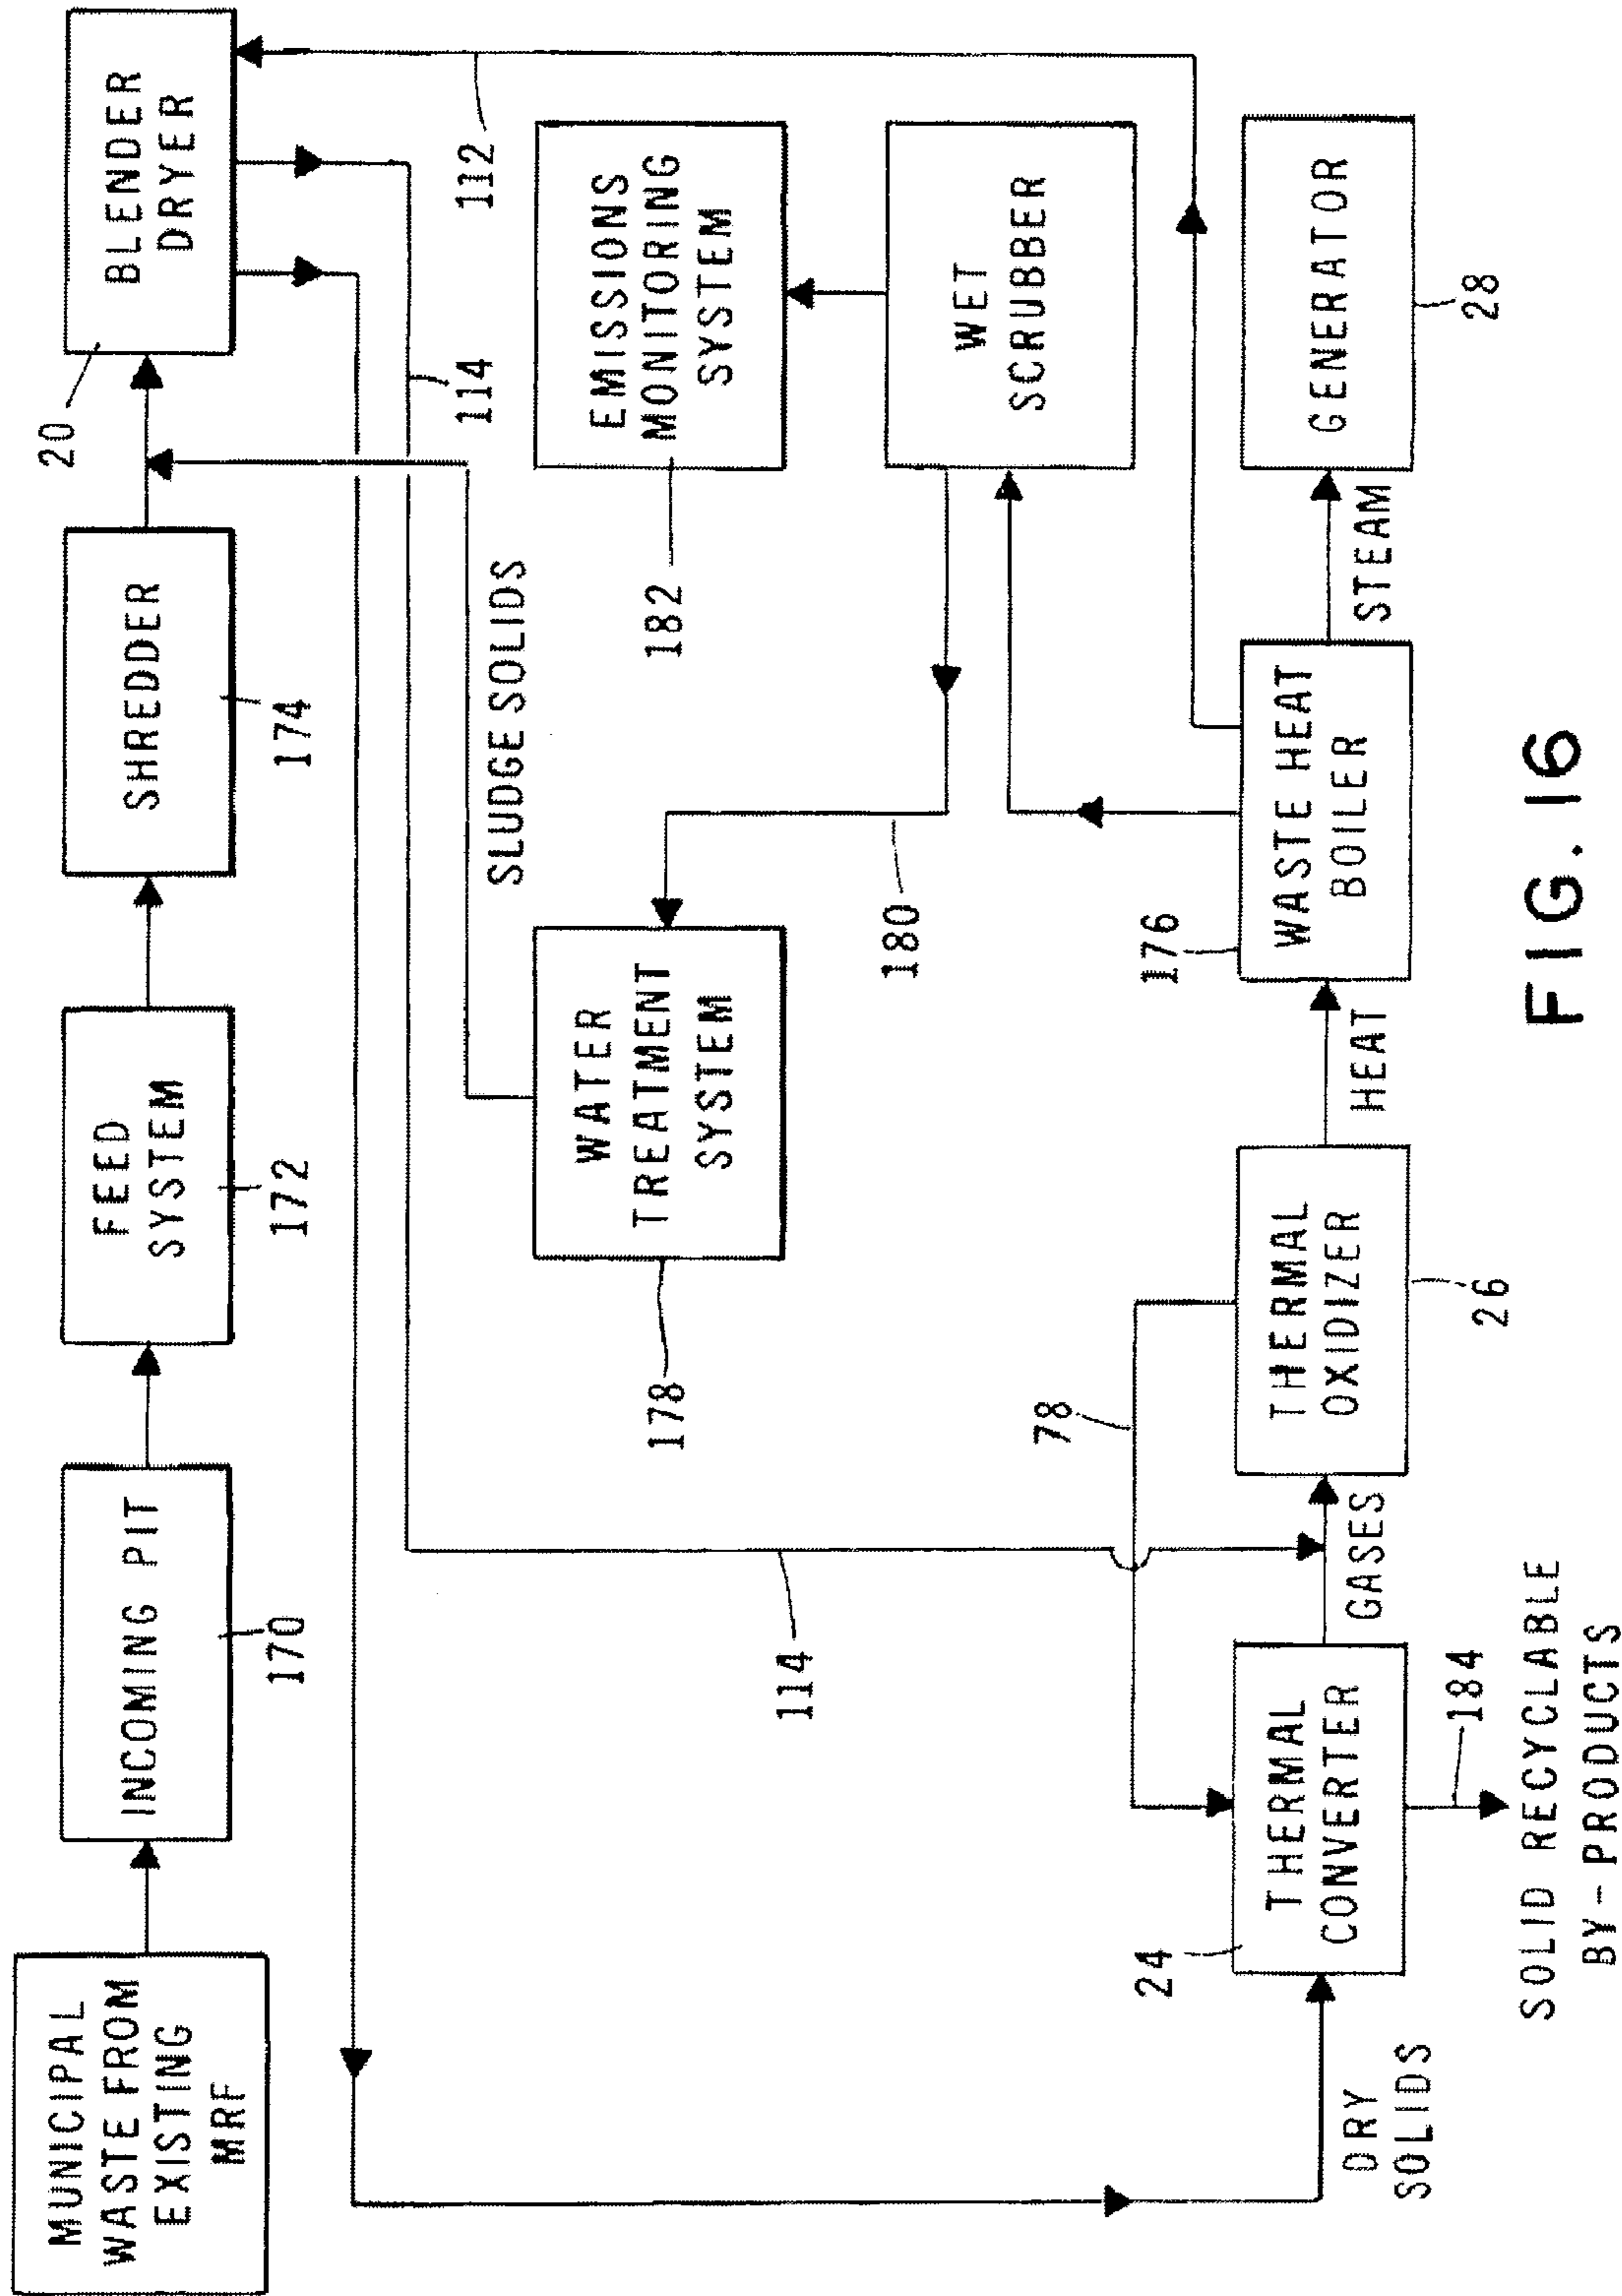 MUNICIPAL
WASTE FROM
EXISTING
MRF
INCOMING PIT
170
FEED
SYSTEM
172
SHREDDER
174
20
BLENDER
DRYER
112
114
SLUDGE SOLIDS
WATER
TREATMENT
SYSTEM
178
182
EMISSIONS
MONITORING
SYSTEM
180
WET
SCRUBBER
114
78
DRY
SOLIDS
24
THERMAL
CONVERTER
184
SOLID RECYCLABLE
BY-PRODUCTS
GASES
THERMAL
OXIDIZER
26
HEAT
176
WASTE HEAT
BOILER
STEAM
GENERATOR
28
FIG. 16